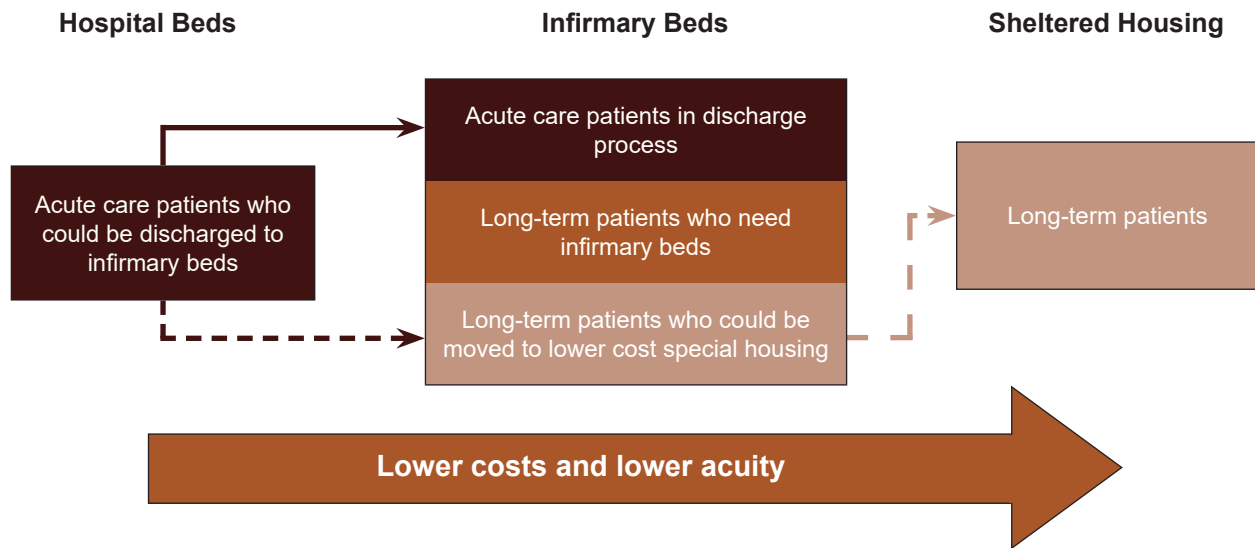 Hospital Beds
Infirmary Beds
Sheltered Housing
Acute care patients who
could be discharged to
infirmary beds
Acute care patients in discharge
process
Long-term patients who need
infirmary beds
Long-term patients who could be
moved to lower cost special housing
Long-term patients
Lower costs and lower acuity